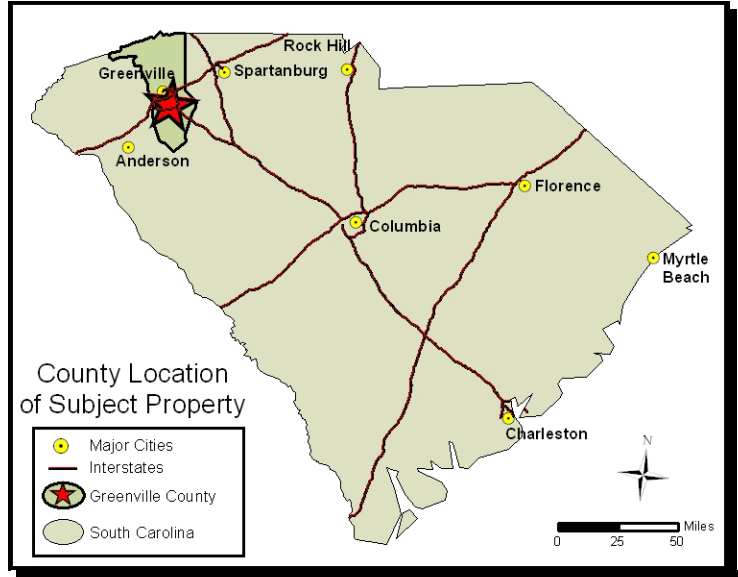 Rock Hill
Greenville
Spartanburg
Anderson
Florence
Columbia
Myrtle
Beach
County Location
of Subject Property
Charleston
Major Cities
Interstates
Greenville County
South Carolina
N
Miles
0 25 50